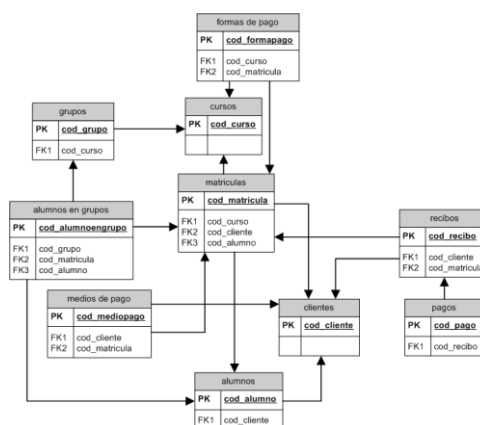 formas de pago
PK cod_formapago
FK1 cod_curso
FK2 cod_matricula
cursos
PK cod_curso
grupos
PK cod_grupo
FK1 cod_curso
matriculas
PK cod_matricula
FK1 cod_curso
FK2 cod_cliente
FK3 cod_alumno
alumnos en grupos
PK cod_alumnoengrupo
FK1 cod_grupo
FK2 cod_matricula
FK3 cod_alumno
recibos
PK cod_recibo
FK1 cod_cliente
FK2 cod_matricula
medios de pago
PK cod_mediopago
FK1 cod_cliente
FK2 cod_matricula
clientes
PK cod_cliente
pagos
PK cod_pago
FK1 cod_recibo
alumnos
PK cod_alumno
FK1 cod_cliente